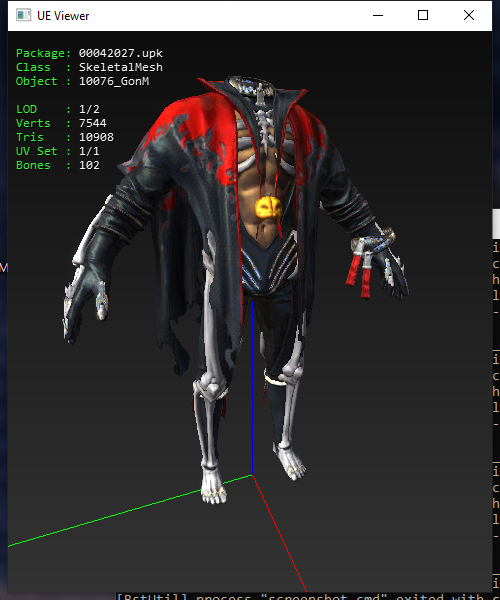 UE Viewer
Package: 00042027.upk
Class : SkeletalMesh
Object : 10076_GonM
LOD : 1/2
Verts : 7544
Tris : 10908
UV Set : 1/1
Bones : 102
M
i
c
h
l
-
i
c
h
l
-
i
c
h
l
-
i
[BstUtil] process "screenshot.cmd" exited with c